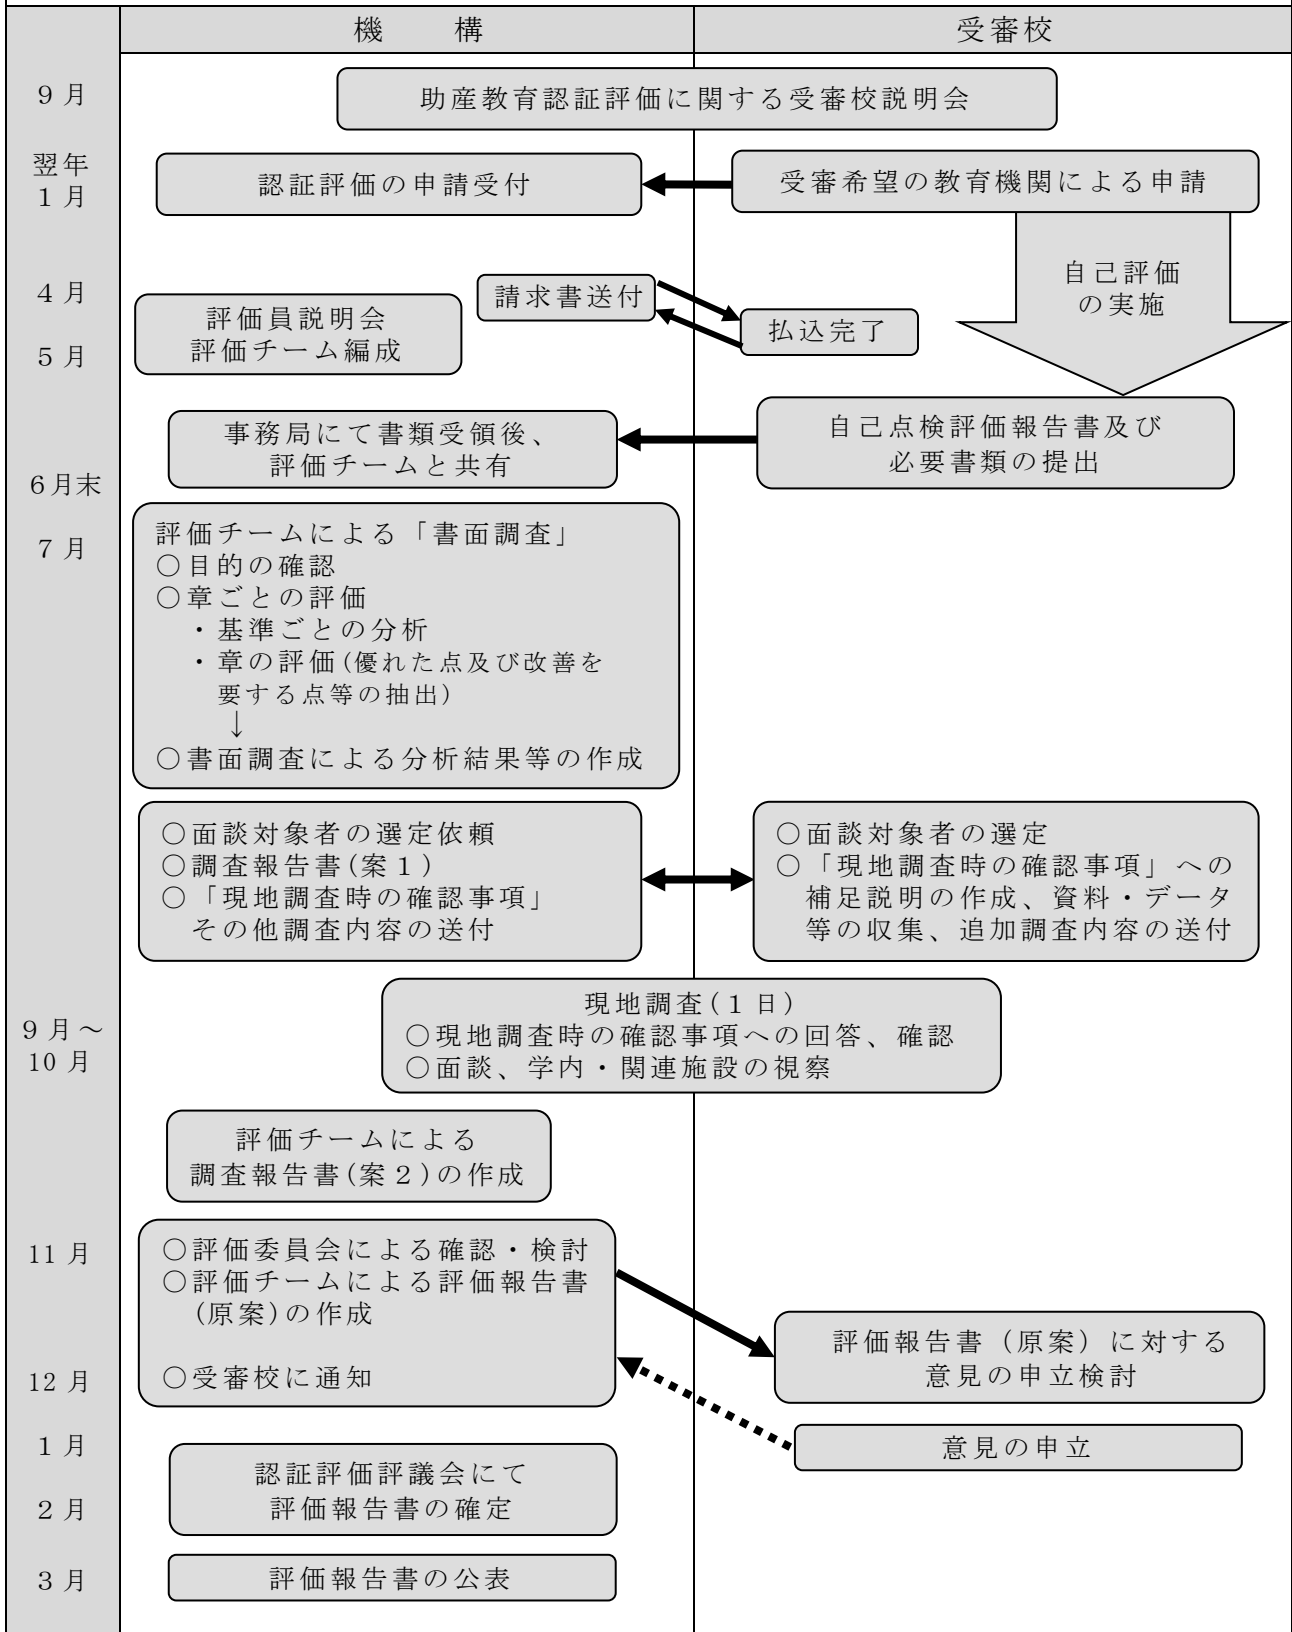 機　構
受審校
9月
助産教育認証評価に関する受審校説明会
翌年
1月
認証評価の申請受付
受審希望の教育機関による申請
自己評価
の実施
4月
請求書送付
払込完了
評価員説明会
評価チーム編成
5月
事務局にて書類受領後、
評価チームと共有
自己点検評価報告書及び
必要書類の提出
6月末
7月
評価チームによる「書面調査」
○目的の確認
○章ごとの評価
・基準ごとの分析
・章の評価(優れた点及び改善を
要する点等の抽出)
↓
○書面調査による分析結果等の作成
○面談対象者の選定依頼
○調査報告書(案1)
○「現地調査時の確認事項」
その他調査内容の送付
○面談対象者の選定
○「現地調査時の確認事項」への
補足説明の作成、資料・データ
等の収集、追加調査内容の送付
9月～
10月
現地調査(1日)
○現地調査時の確認事項への回答、確認
○面談、学内・関連施設の視察
評価チームによる
調査報告書(案2)の作成
11月
○評価委員会による確認・検討
○評価チームによる評価報告書
(原案)の作成
○受審校に通知
評価報告書（原案）に対する
意見の申立検討
12月
1月
意見の申立
認証評価評議会にて
評価報告書の確定
2月
3月
評価報告書の公表